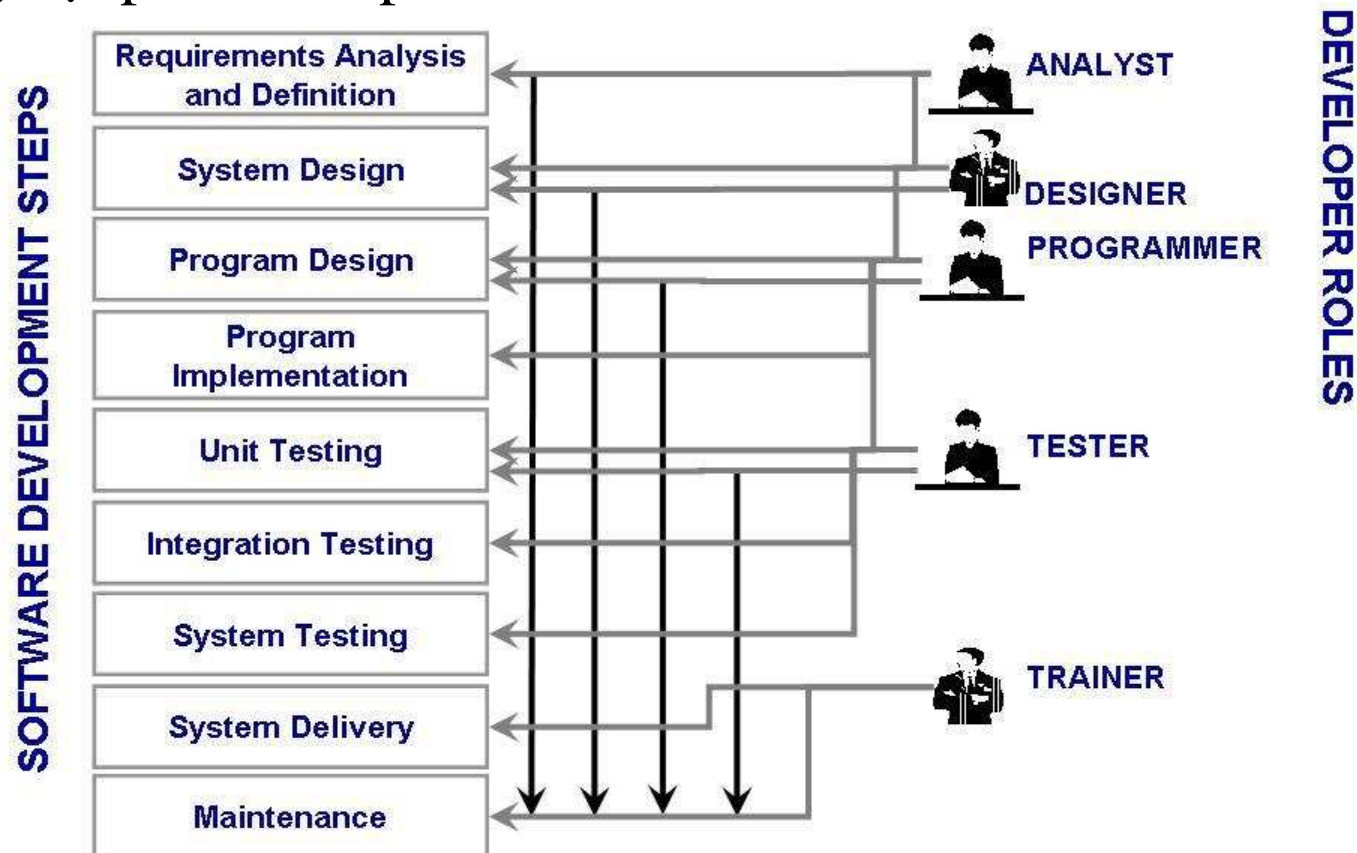 SOFTWARE DEVELOPMENT STEPS
Requirements Analysis
and Definition
System Design
Program Design
Program
Implementation
Unit Testing
Integration Testing
System Testing
System Delivery
Maintenance
ANALYST
DESIGNER
PROGRAMMER
TESTER
TRAINER
DEVELOPER ROLES